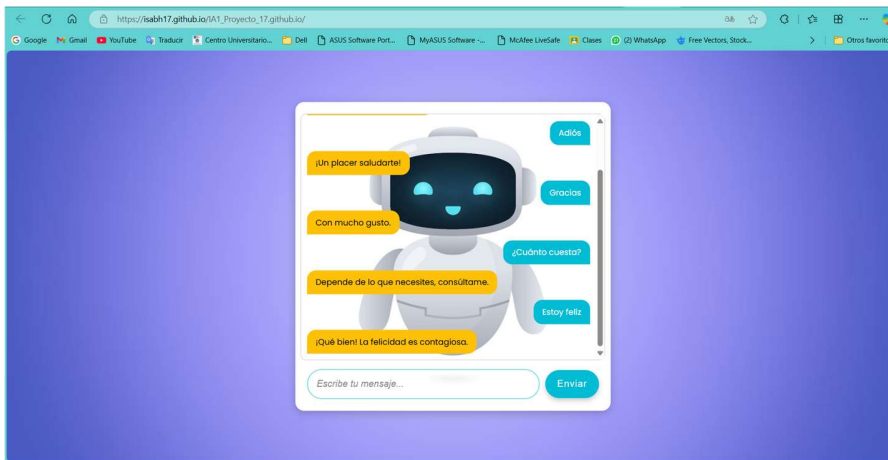 https://isabh17.github.io/IA1_Proyecto_17.github.io/
Google Gmail YouTube Traducir Centro Universitario... Dell ASUS Software Port... MyASUS Software -... McAfee LiveSafe Clases (2) WhatsApp Free Vectors, Stock... Otros favorito
Adiós
¡Un placer saludarte!
Gracias
Con mucho gusto.
¿Cuánto cuesta?
Depende de lo que necesites, consúltame.
Estoy feliz
¡Qué bien! La felicidad es contagiosa.
Escribe tu mensaje...
Enviar